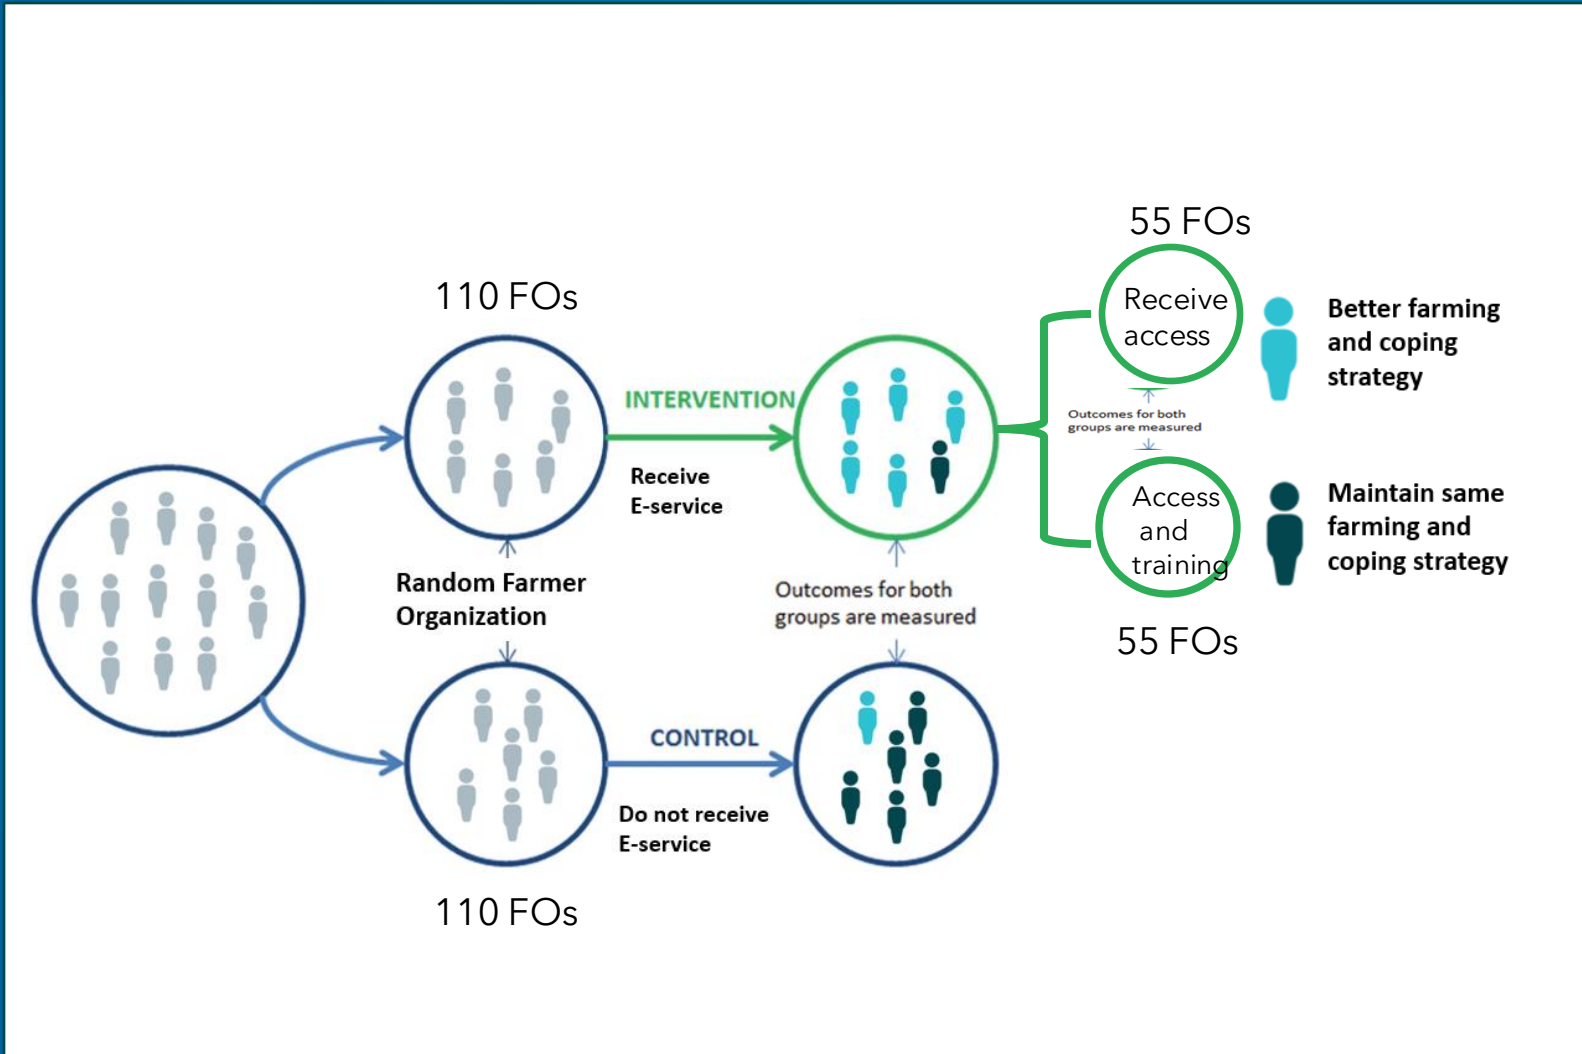 55 FOs
110 FOs
Receive
access
Better farming
and coping
strategy
INTERVENTION
Receive
E-service
Outcomes for both
groups are measured
Access
and
training
Maintain same
farming and
coping strategy
55 FOs
Random Farmer
Organization
Outcomes for both
groups are measured
CONTROL
Do not receive
E-service
110 FOs